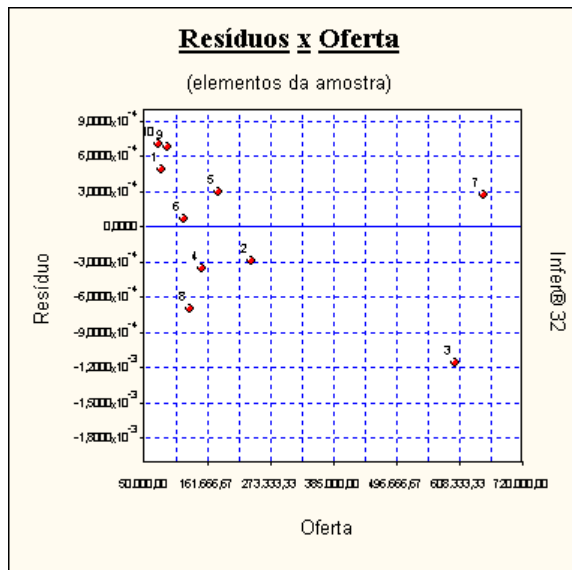 Resíduos x Oferta
(elementos da amostra)
9,0000x10⁻⁴
6,0000x10⁻⁴
3,0000x10⁻⁴
0,0000
-3,0000x10⁻⁴
-6,0000x10⁻⁴
-9,0000x10⁻⁴
-1,2000x10⁻³
-1,5000x10⁻³
-1,8000x10⁻³
Resíduo
10 9
1
5
6
7
2
4
8
3
Infer® 32
50.000,00 161.666,67 273.333,33 385.000,00 496.666,67 608.333,33 720.000,00
Oferta